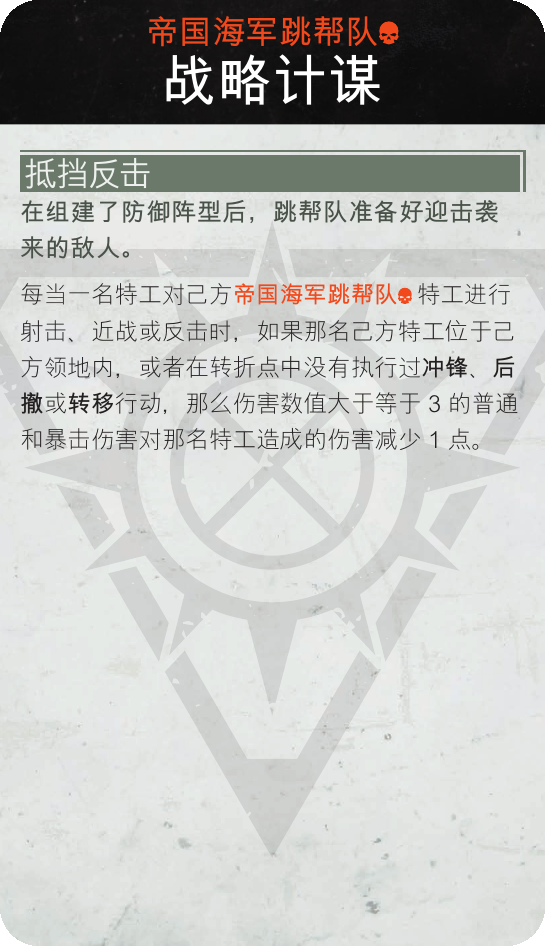 帝国海军跳帮队
战略计谋
抵挡反击
在组建了防御阵型后，跳帮队准备好迎击袭
来的敌人。
每当一名特工对己方帝国海军跳帮队特工进行
射击、近战或反击时，如果那名己方特工位于己
方领地内，或者在转折点中没有执行过冲锋、后
撤或转移行动，那么伤害数值大于等于 3 的普通
和暴击伤害对那名特工造成的伤害减少 1 点。